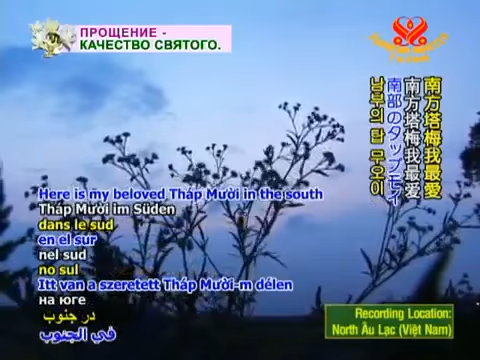 ПРОЩЕНИЕ -
КАЧЕСТВО СВЯТОГО.
南方塔梅我最愛
南方塔梅我最爱
南部のタップモイ
남부의 탑 무오이
Here is my beloved Tháp Mười in the south
Tháp Mười im Süden
dans le sud
en el sur
nel sud
no sul
Itt van a szeretett Tháp Mười-m délen
на юге
در جنوب
في الجنوب
Recording Location:
North Âu Lạc (Việt Nam)